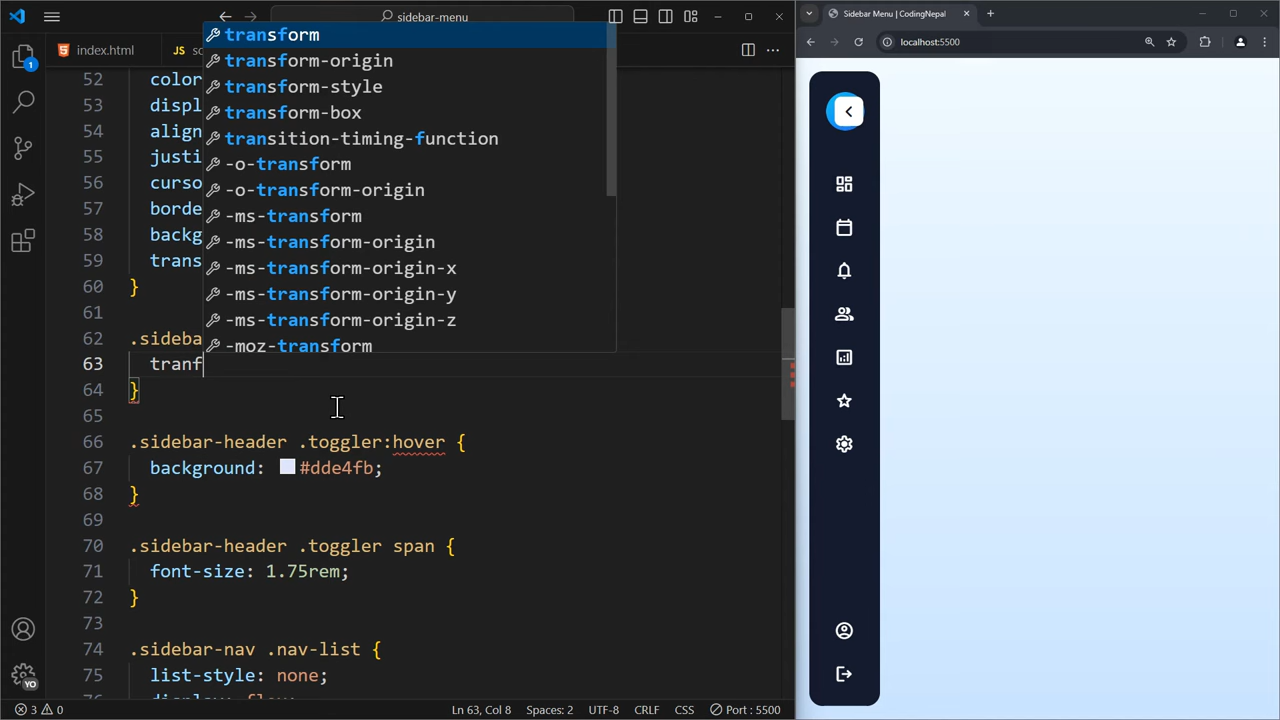 sidebar-menu
Sidebar Menu | CodingNepal
index.html
JS
localhost:5500
1
transform
transform-origin
transform-style
transform-box
transition-timing-function
-o-transform
-o-transform-origin
-ms-transform
-ms-transform-origin
-ms-transform-origin-x
-ms-transform-origin-y
-ms-transform-origin-z
-moz-transform
52 color
53 displ
54 align
55 justi
56 curso
57 borde
58 backg
59 trans
60 }
61
62 .sideba
63 tranf
64 }
65
66 .sidebar-header .toggler:hover {
67 background: #dde4fb;
68 }
69
70 .sidebar-header .toggler span {
71 font-size: 1.75rem;
72 }
73
74 .sidebar-nav .nav-list {
75 list-style: none;
YO
3 0
Ln 63, Col 8
Spaces: 2
UTF-8
CRLF
CSS
Port : 5500